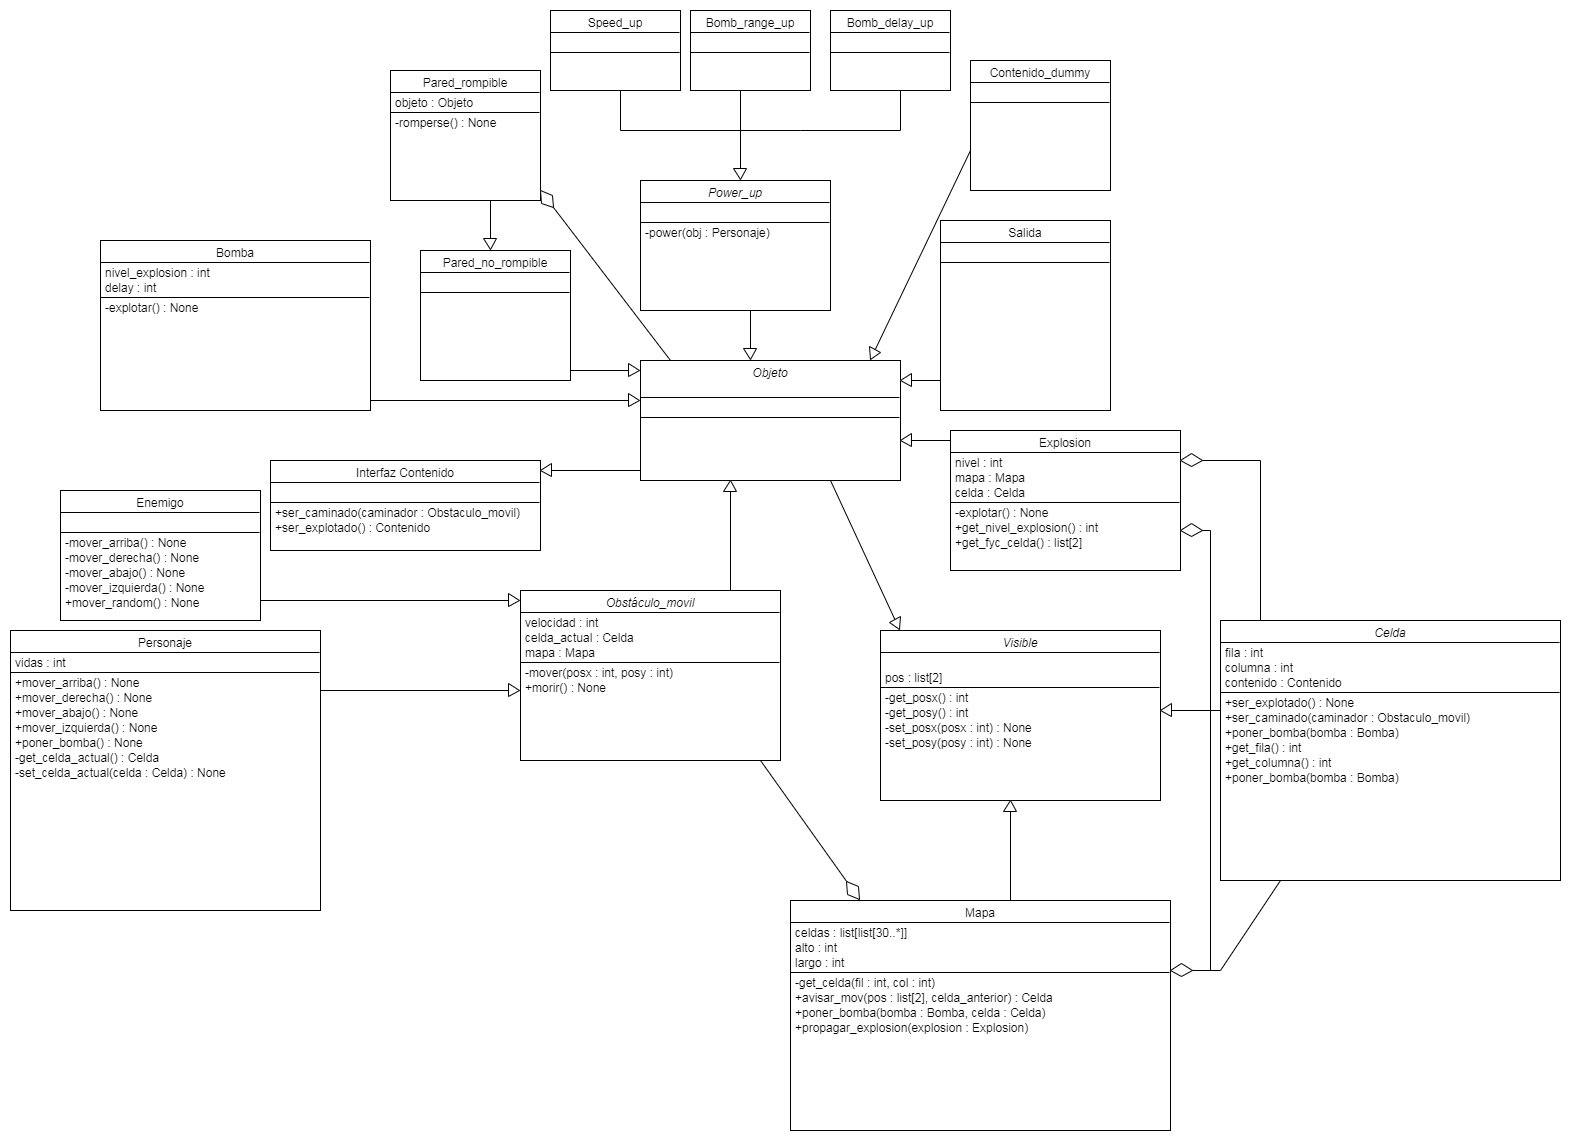 Speed_up
Bomb_range_up
Bomb_delay_up
Contenido_dummy
Pared_rompible
objeto : Objeto
-romperse() : None
Power_up
-power(obj : Personaje)
Salida
Bomba
nivel_explosion : int
delay : int
-explotar() : None
Pared_no_rompible
Objeto
Explosion
nivel : int
mapa : Mapa
celda : Celda
-explotar() : None
+get_nivel_explosion() : int
+get_fyc_celda() : list[2]
Interfaz Contenido
+ser_caminado(caminador : Obstaculo_movil)
+ser_explotado() : Contenido
Enemigo
-mover_arriba() : None
-mover_derecha() : None
-mover_abajo() : None
-mover_izquierda() : None
+mover_random() : None
Obstáculo_movil
velocidad : int
celda_actual : Celda
mapa : Mapa
-mover(posx : int, posy : int)
+morir() : None
Personaje
vidas : int
+mover_arriba() : None
+mover_derecha() : None
+mover_abajo() : None
+mover_izquierda() : None
+poner_bomba() : None
-get_celda_actual() : Celda
-set_celda_actual(celda : Celda) : None
Visible
pos : list[2]
-get_posx() : int
-get_posy() : int
-set_posx(posx : int) : None
-set_posy(posy : int) : None
Celda
fila : int
columna : int
contenido : Contenido
+ser_explotado() : None
+ser_caminado(caminador : Obstaculo_movil)
+poner_bomba(bomba : Bomba)
+get_fila() : int
+get_columna() : int
+poner_bomba(bomba : Bomba)
Mapa
celdas : list[list[30..*]]
alto : int
largo : int
-get_celda(fil : int, col : int)
+avisar_mov(pos : list[2], celda_anterior) : Celda
+poner_bomba(bomba : Bomba, celda : Celda)
+propagar_explosion(explosion : Explosion)